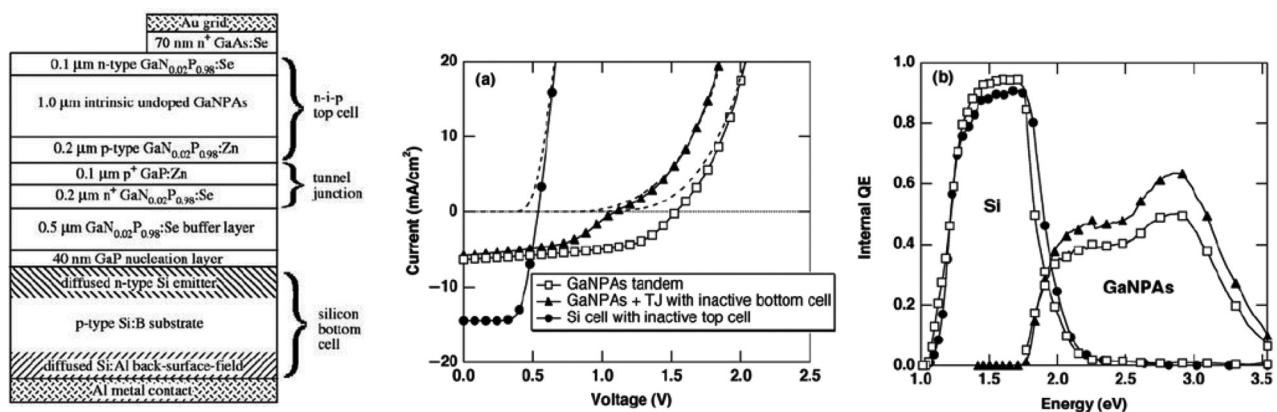 Au grid
70 nm n⁺ GaAs:Se
0.1 μm n-type GaN₀.₀₂P₀.₉₈:Se
1.0 μm intrinsic undoped GaNPAs
0.2 μm p-type GaN₀.₀₂P₀.₉₈:Zn
n-i-p
top cell
0.1 μm p⁺ GaP:Zn
0.2 μm n⁺ GaN₀.₀₂P₀.₉₈:Se
tunnel
junction
0.5 μm GaN₀.₀₂P₀.₉₈:Se buffer layer
40 nm GaP nucleation layer
diffused n-type Si emitter
p-type Si:B substrate
diffused Si:Al back-surface-field
silicon
bottom
cell
Al metal contact
(a)
Current (mA/cm²)
20
10
0
−10
−20
GaNPAs tandem
GaNPAs + TJ with inactive bottom cell
Si cell with inactive top cell
0.0 0.5 1.0 1.5 2.0 2.5
Voltage (V)
(b)
Internal QE
1.0
0.8
0.6
0.4
0.2
0.0
Si
GaNPAs
1.0 1.5 2.0 2.5 3.0 3.5
Energy (eV)